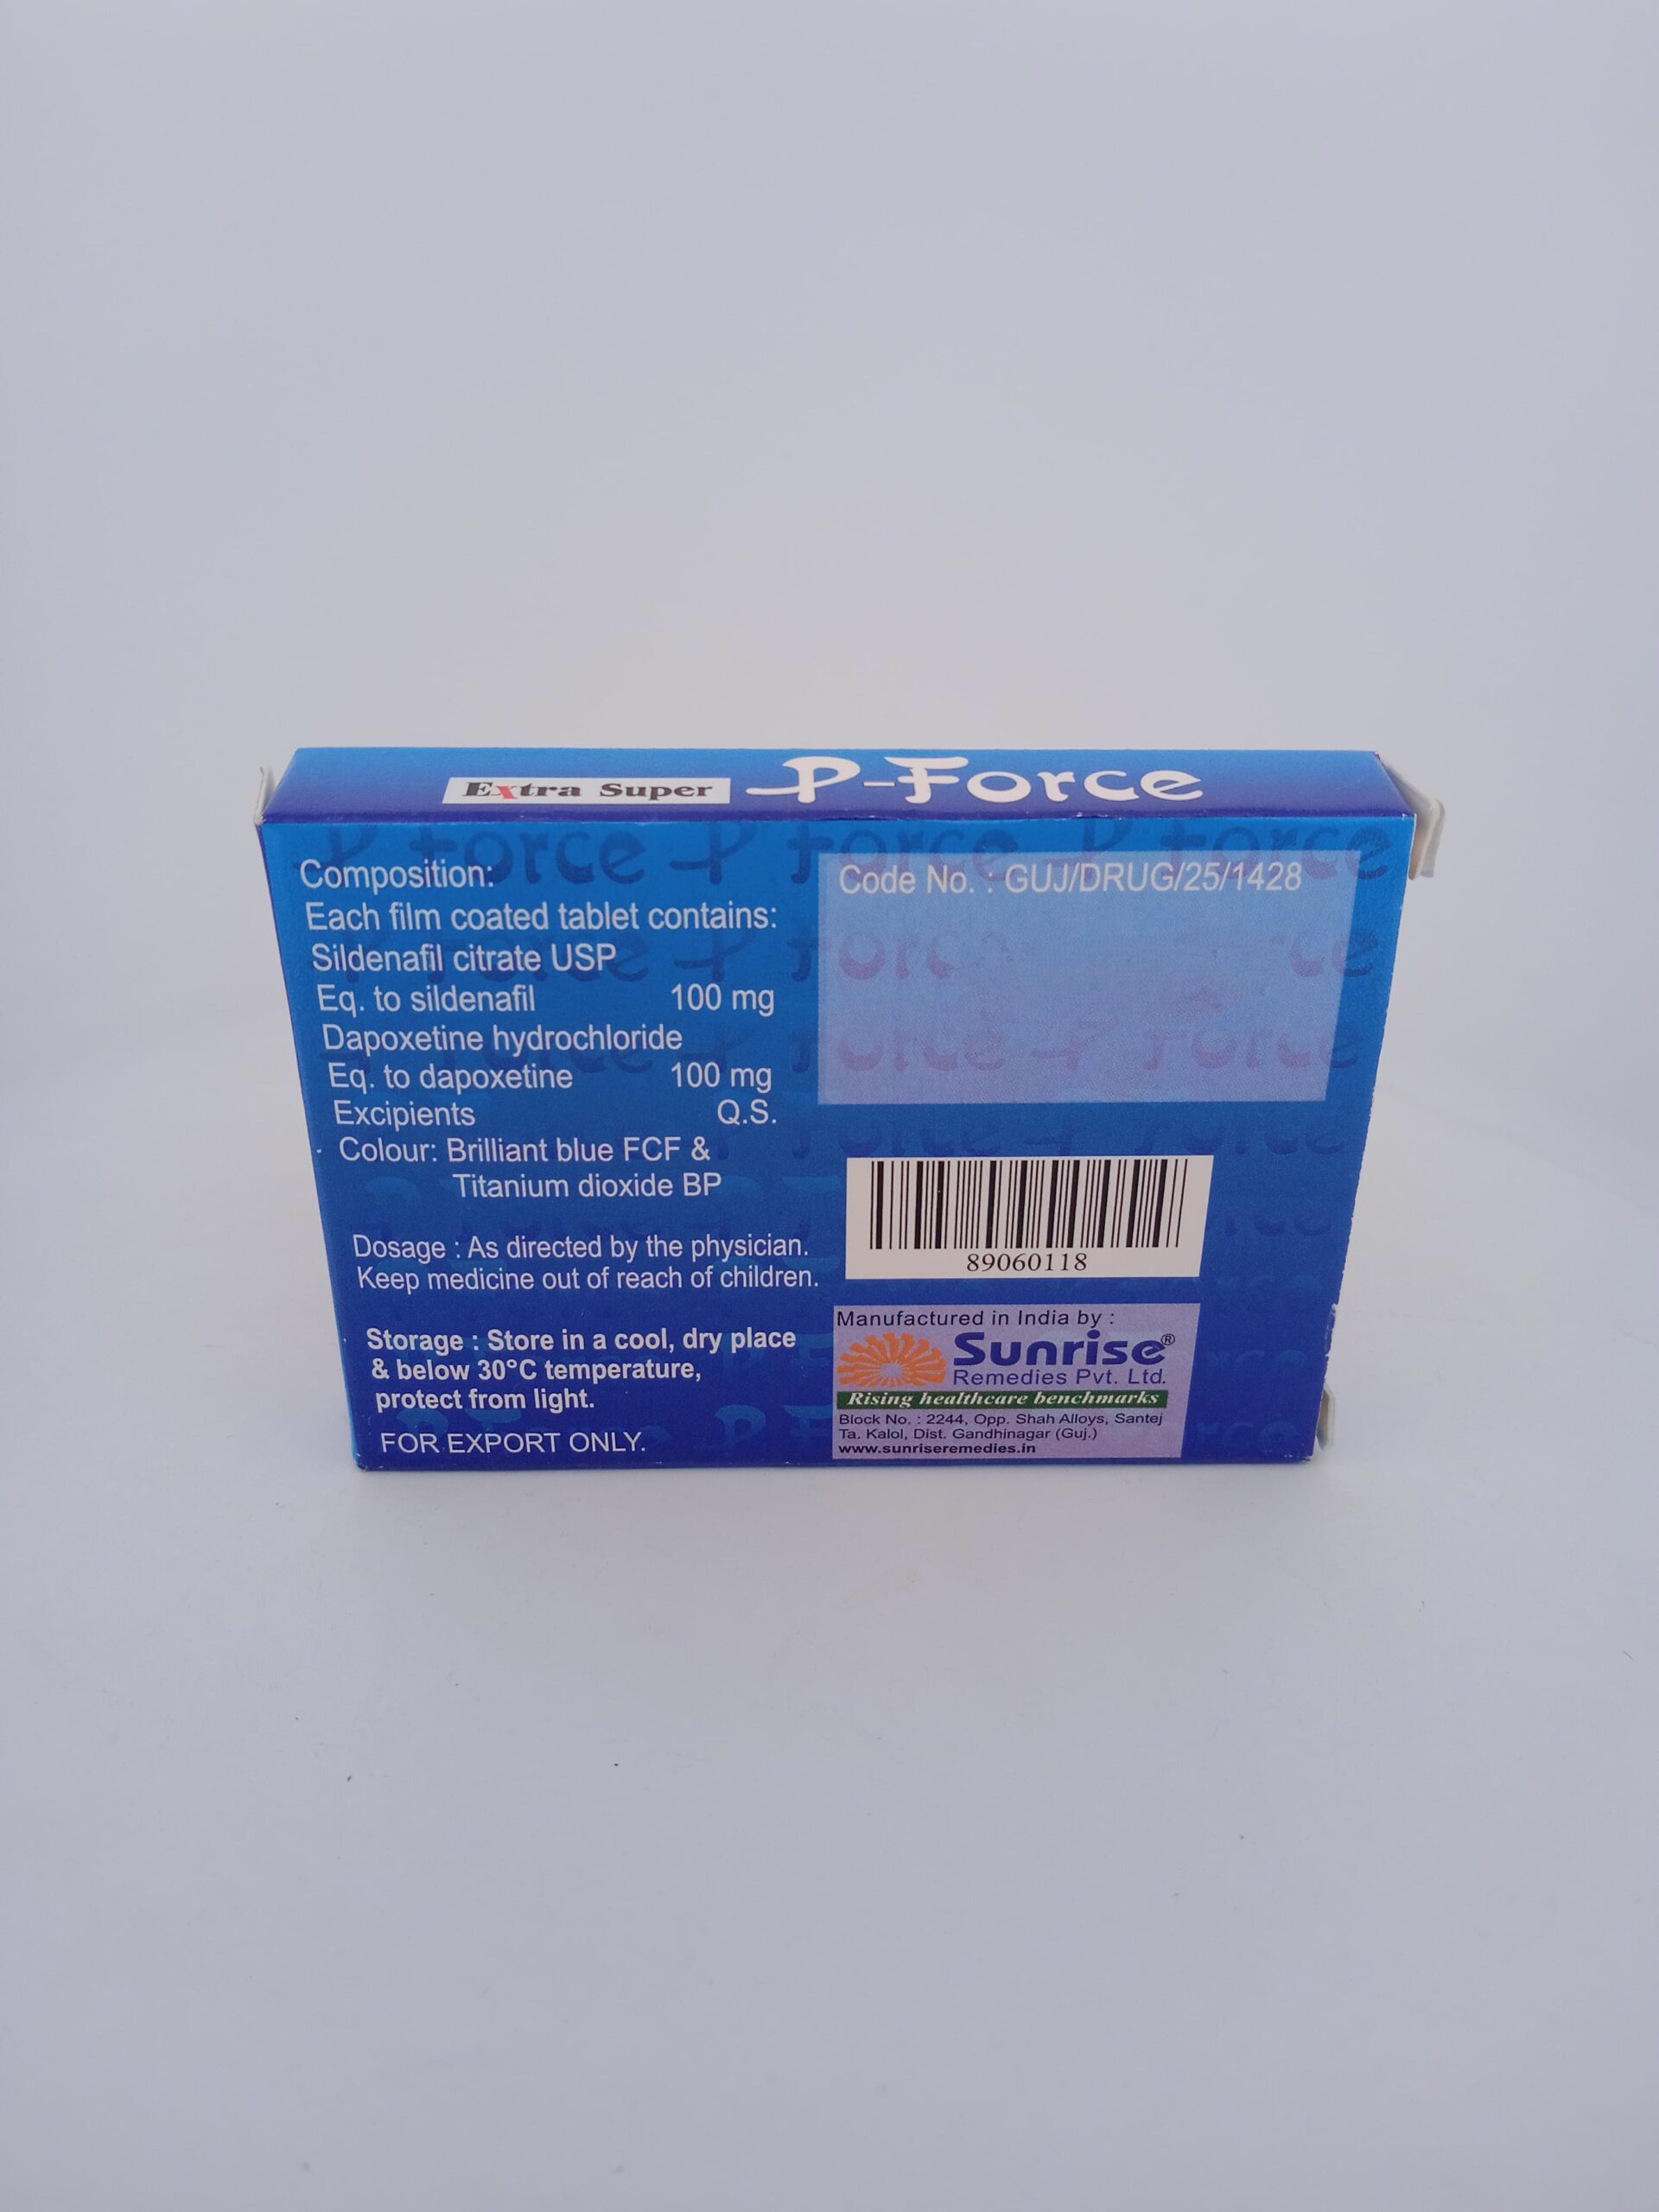 Extra Super P-Force
Composition:
Each film coated tablet contains:
Sildenafil citrate USP
Eq. to sildenafil 100 mg
Dapoxetine hydrochloride
Eq. to dapoxetine 100 mg
Excipients Q.S.
Colour: Brilliant blue FCF &
Titanium dioxide BP
Dosage : As directed by the physician.
Keep medicine out of reach of children.
Storage : Store in a cool, dry place
& below 30°C temperature,
protect from light.
FOR EXPORT ONLY.
Code No. : GUJ/DRUG/25/1428
89060118
Manufactured in India by :
Sunrise®
Remedies Pvt. Ltd.
Rising healthcare benchmarks
Block No. : 2244, Opp. Shah Alloys, Santej
Ta. Kalol, Dist. Gandhinagar (Guj.)
www.sunriseremedies.in